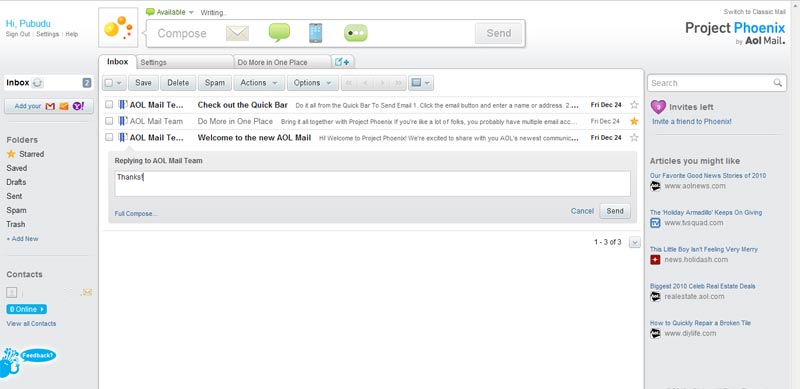 Hi, Pubudu
Sign Out | Settings | Help
Available Writing..
Compose
Send
Switch to Classic Mail
Project Phoenix
by Aol Mail.
Inbox
Settings
Do More in One Place
Inbox 2
Save
Delete
Spam
Actions
Options
Search
Add your
AOL Mail Te... Check out the Quick Bar Do it all from the Quick Bar To Send Email 1. Click the email button and enter a name or address. 2... Fri Dec 24
AOL Mail Team Do More in One Place Bring it all together with Project Phoenix If you're like a lot of folks, you probably have multiple email acc... Fri Dec 24
AOL Mail Te... Welcome to the new AOL Mail Hi! Welcome to Project Phoenix! We're excited to share with you AOL's newest communic... Fri Dec 24
Replying to AOL Mail Team
Thanks!
Full Compose...
Cancel
Send
1 - 3 of 3
Folders
Starred
Saved
Drafts
Sent
Spam
Trash
+ Add New
Contacts
0 Online
View all Contacts
Feedback?
9 Invites left
Invite a friend to Phoenix!
Articles you might like
Our Favorite Good News Stories of 2010
www.aolnews.com
The 'Holiday Armadillo' Keeps On Giving
www.tvsquad.com
This Little Boy Isn't Feeling Very Merry
news.holidash.com
Biggest 2010 Celeb Real Estate Deals
realestate.aol.com
How to Quickly Repair a Broken Tile
www.diylife.com